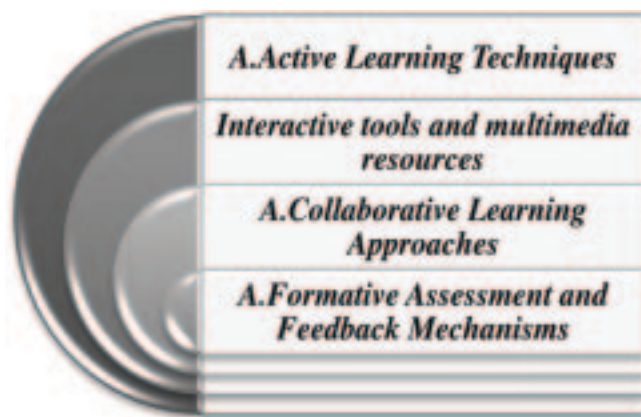 A.Active Learning Techniques
Interactive tools and multimedia
resources
A.Collaborative Learning
Approaches
A.Formative Assessment and
Feedback Mechanisms